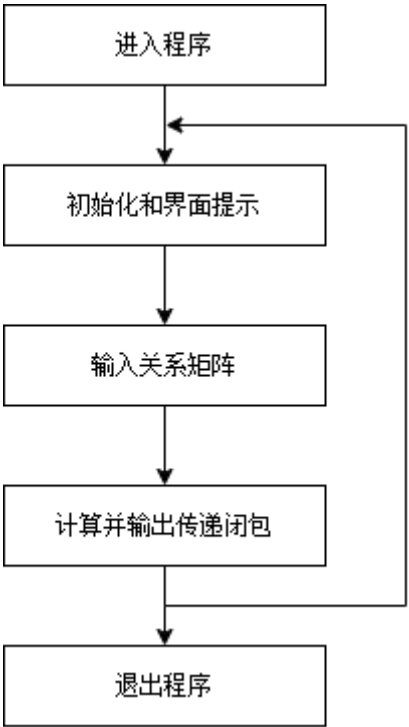 进入程序
初始化和界面提示
输入关系矩阵
计算并输出传递闭包
退出程序